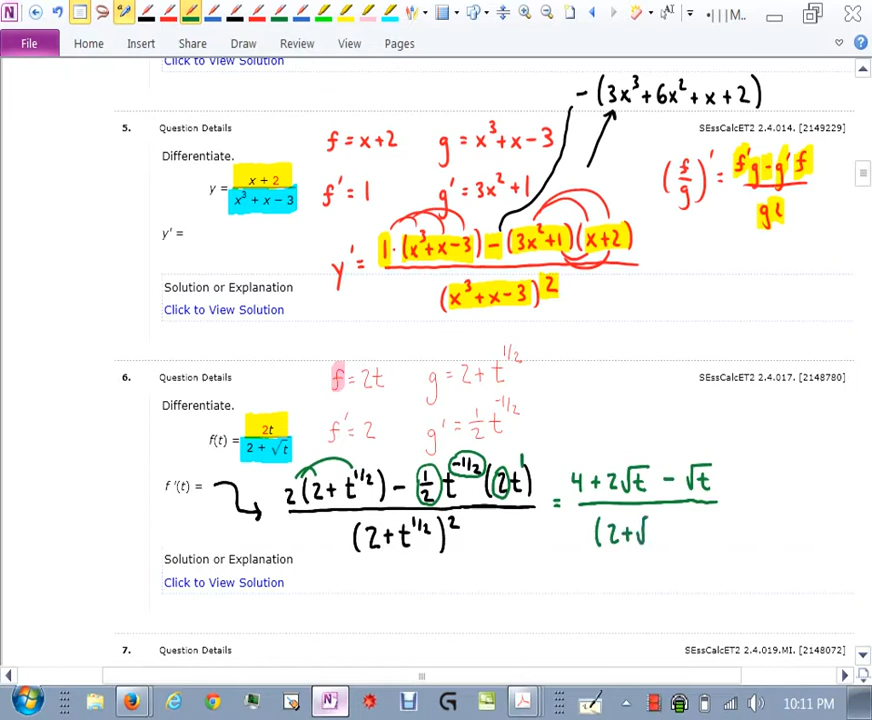 M..
File Home Insert Share Draw Review View Pages
Click to View Solution
- (3x³ + 6x² + x + 2)
5. Question Details SEssCalcET2 2.4.014. [2149229]
Differentiate.
y = x + 2 / x³ + x − 3
f = x+2 g = x³ + x − 3
f' = 1 g' = 3x² + 1
(f/g)' = f'g − g'f / g²
y' =
y' = 1·(x³+x−3) − (3x²+1)(x+2) / (x³+x−3)²
Solution or Explanation
Click to View Solution
6. Question Details SEssCalcET2 2.4.017. [2148780]
f = 2t g = 2 + t^1/2
Differentiate.
f' = 2 g' = 1/2 t^-1/2
f(t) = 2t / 2 + √t
f '(t) =
2(2 + t^1/2) − 1/2 t^-1/2 (2t') / (2 + t^1/2)² = 4 + 2√t − √t / (2+√
Solution or Explanation
Click to View Solution
7. Question Details SEssCalcET2 2.4.019.MI. [2148072]
10:11 PM